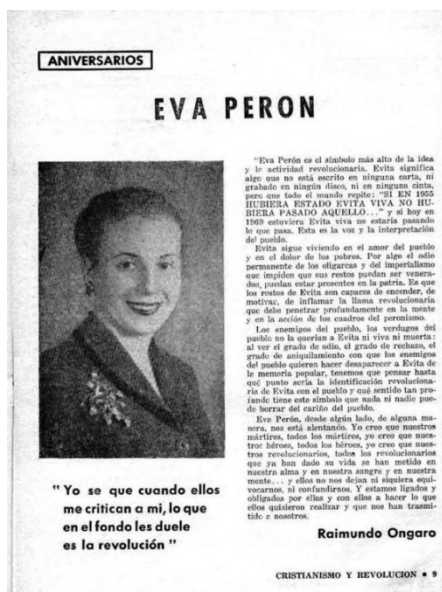 ANIVERSARIOS
EVA PERON
"Eva Perón es el símbolo más alto de la idea
y le actividad revolucionaria. Evita significa
algo que no está escrito en ninguna carta, ni
grabado en ningún disco, ni en ninguna cinta,
pero que todo el mundo repite: "SI EN 1955
HUBIERA ESTADO EVITA VIVA NO HU-
BIERA PASADO AQUELLO..." y si hoy en
1969 estuviera Evita viva no estaría pasando
lo que pasa. Esta es la voz y la interpretación
del pueblo.
Evita sigue viviendo en el amor del pueblo
y en el dolor de los pobres. Por algo el odio
permanente de los oligarcas y del imperialismo
que impiden que sus restos puedan ser venera-
dos, puedan estar presentes en la patria. Es que
los restos de Evita son capaces de encender, de
motivar, de inflamar la llama revolucionaria
que debe penetrar profundamente en la mente
y en la acción de los cuadros del peronismo.
Los enemigos del pueblo, los verdugos del
pueblo no la querían a Evita ni viva ni muerta:
al ver el grado de odio, el grado de rechazo, el
grado de aniquilamiento con que los enemigos
del pueblo quieren hacer desaparecer a Evita de
le memoria popular, tenemos que pensar hasta
qué punto sería la identificación revoluciona-
ria de Evita con el pueblo y qué sentido tan pro-
fundo tiene este símbolo que nada ni nadie pue-
de borrar del cariño del pueblo.
Eva Perón, desde algún lado, de alguna ma-
nera, nos está alentando. Yo creo que nuestros
mártires, todos los mártires, yo creo que nues-
tros héroes, todos los héroes, yo creo que nues-
tros revolucionarios, todos los revolucionarios
que ya han dado su vida se han metido en
nuestra alma y en nuestra sangre y en nuestra
mente... y ellos no nos dejan ni siquiera equi-
vocarnos, ni confundirnos. Y estamos ligados y
obligados por ellos y con ellos a hacer lo que
ellos quisieron realizar y que nos han trasmi-
tido a nosotros.
Raimundo Ongaro
" Yo se que cuando ellos
me critican a mi, lo que
en el fondo les duele
es la revolución "
CRISTIANISMO Y REVOLUCION • 9